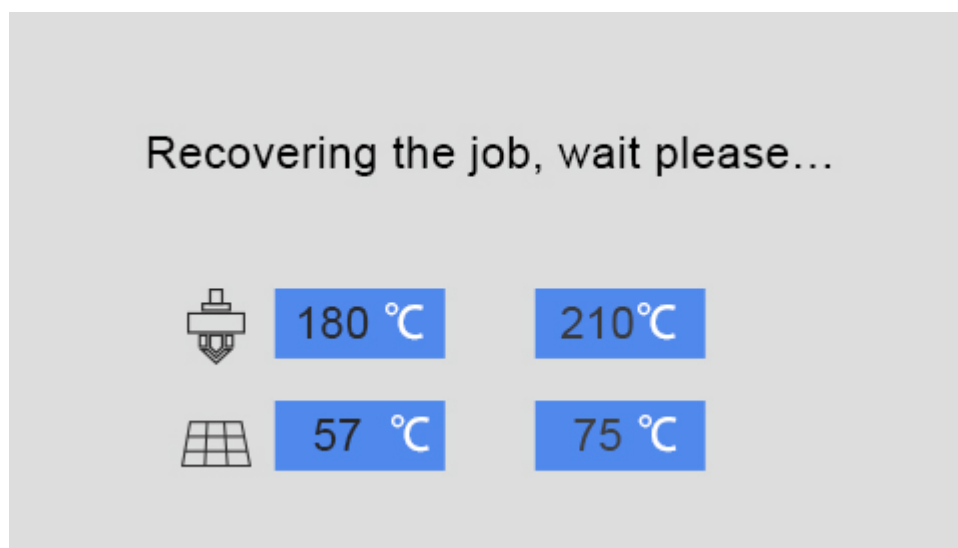 Recovering the job, wait please...
180 ℃ 210℃
57 ℃ 75 ℃